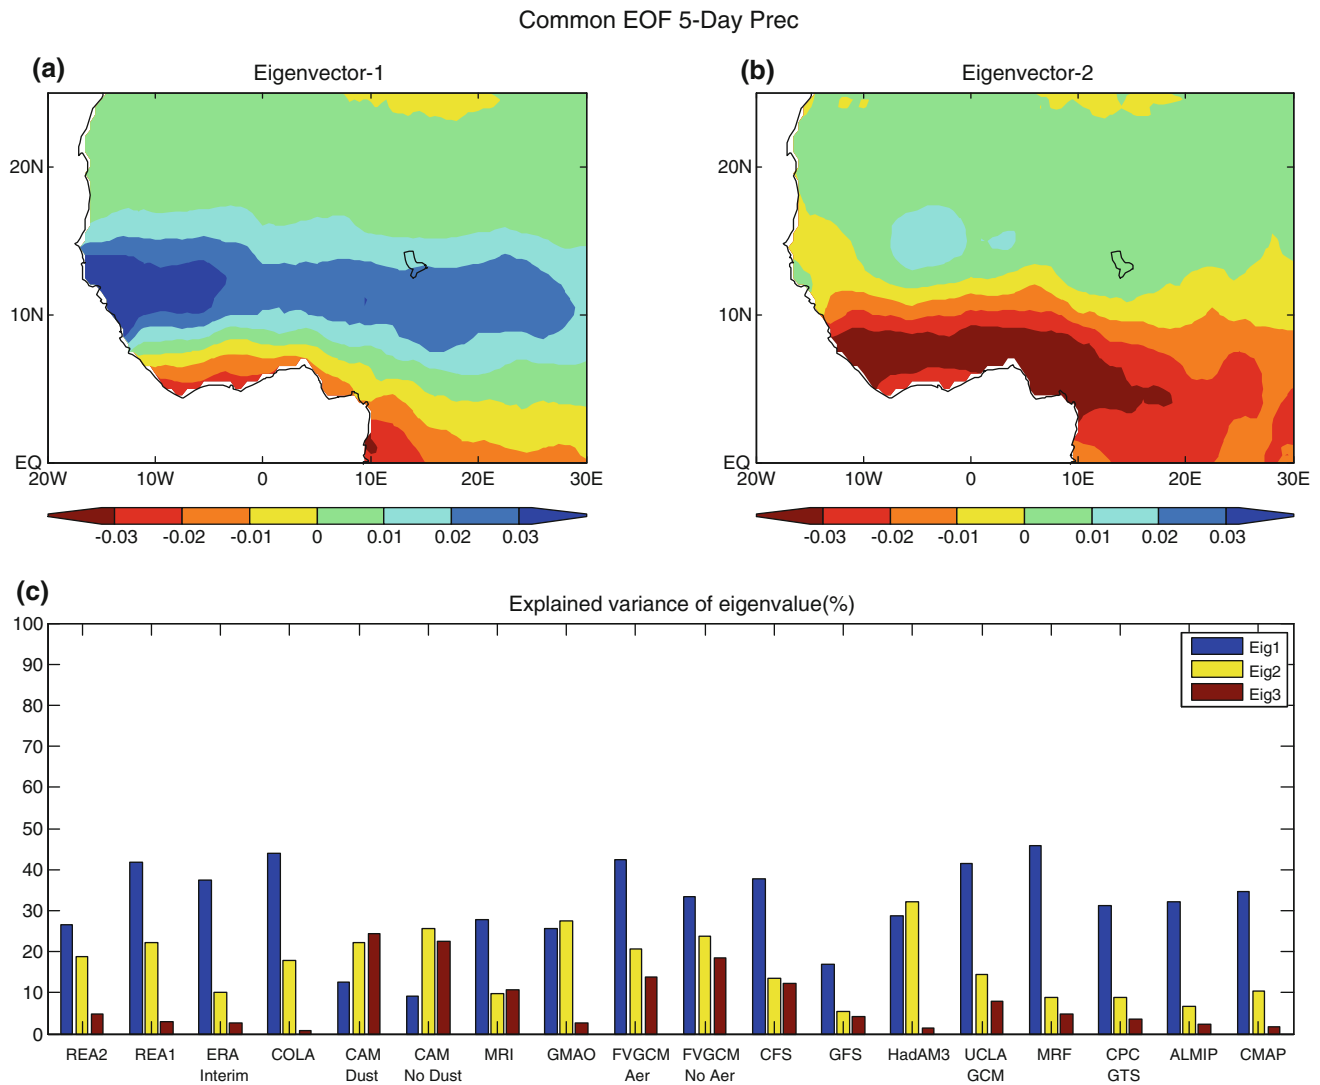 Common EOF 5-Day Prec
(a)
Eigenvector-1
20N
10N
EQ
20W 10W 0 10E 20E 30E
-0.03 -0.02 -0.01 0 0.01 0.02 0.03
(b)
Eigenvector-2
20N
10N
EQ
20W 10W 0 10E 20E 30E
-0.03 -0.02 -0.01 0 0.01 0.02 0.03
(c)
Explained variance of eigenvalue(%)
100
90
80
70
60
50
40
30
20
10
0
Eig1
Eig2
Eig3
REA2 REA1 ERA COLA CAM CAM MRI GMAO FVGCM FVGCM CFS GFS HadAM3 UCLA MRF CPC ALMIP CMAP
Interim Dust No Dust Aer No Aer GCM GTS